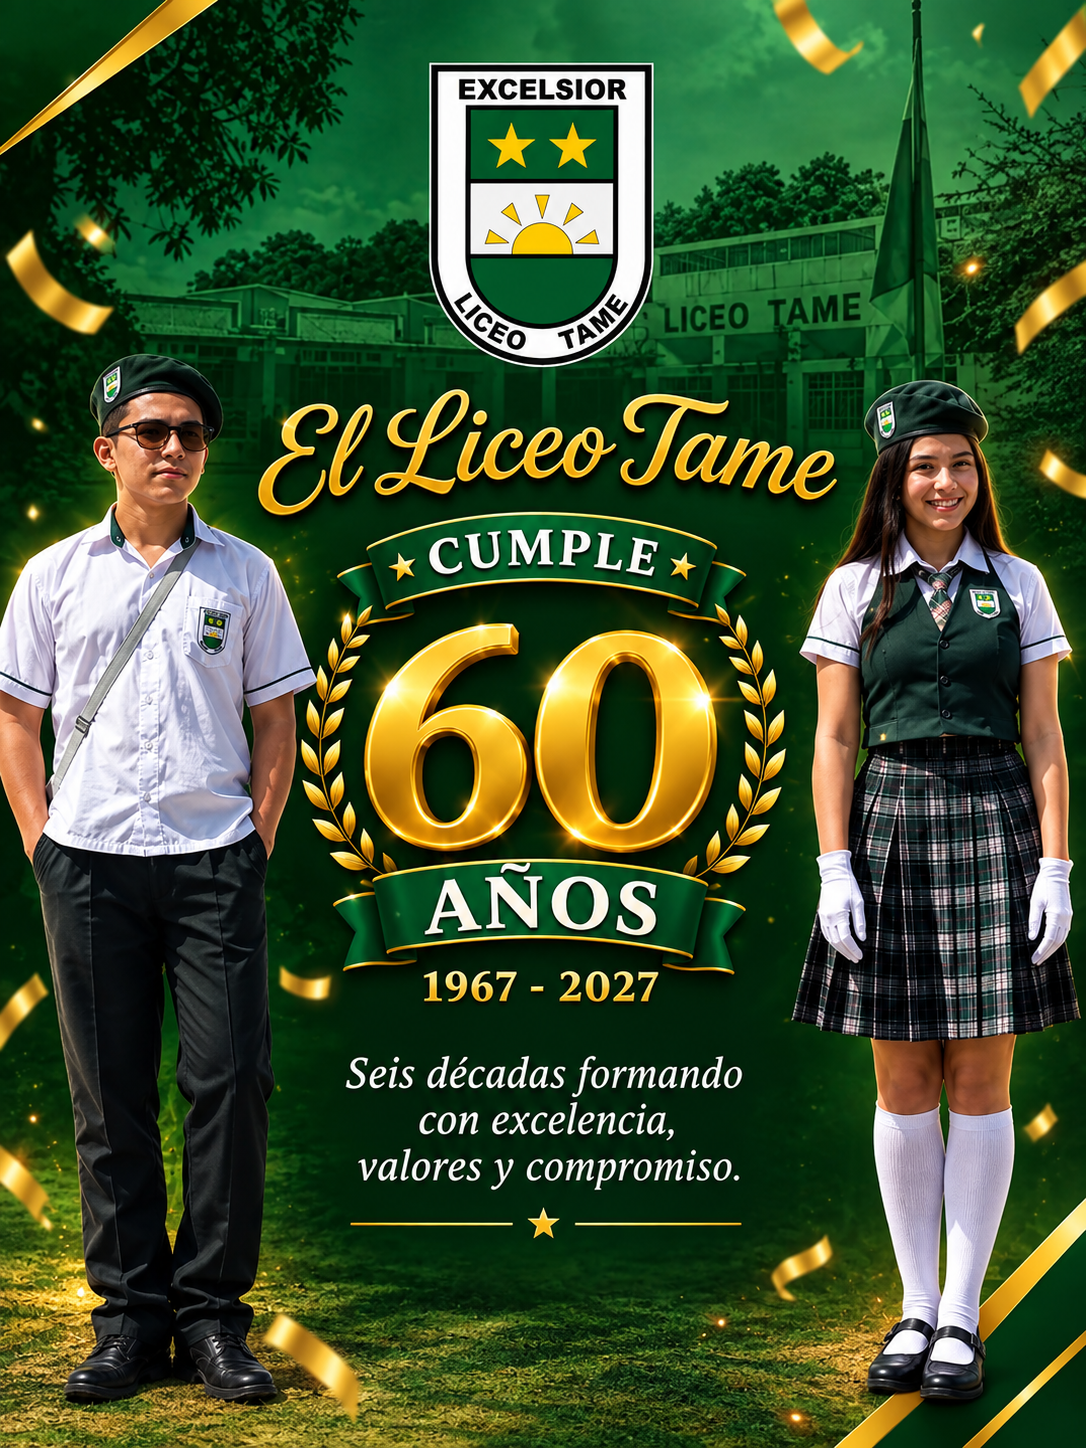 EXCELSIOR
LICEO TAME
LICEO TAME
El Liceo Tame
CUMPLE
60
AÑOS
1967 - 2027
Seis décadas formando
con excelencia,
valores y compromiso.